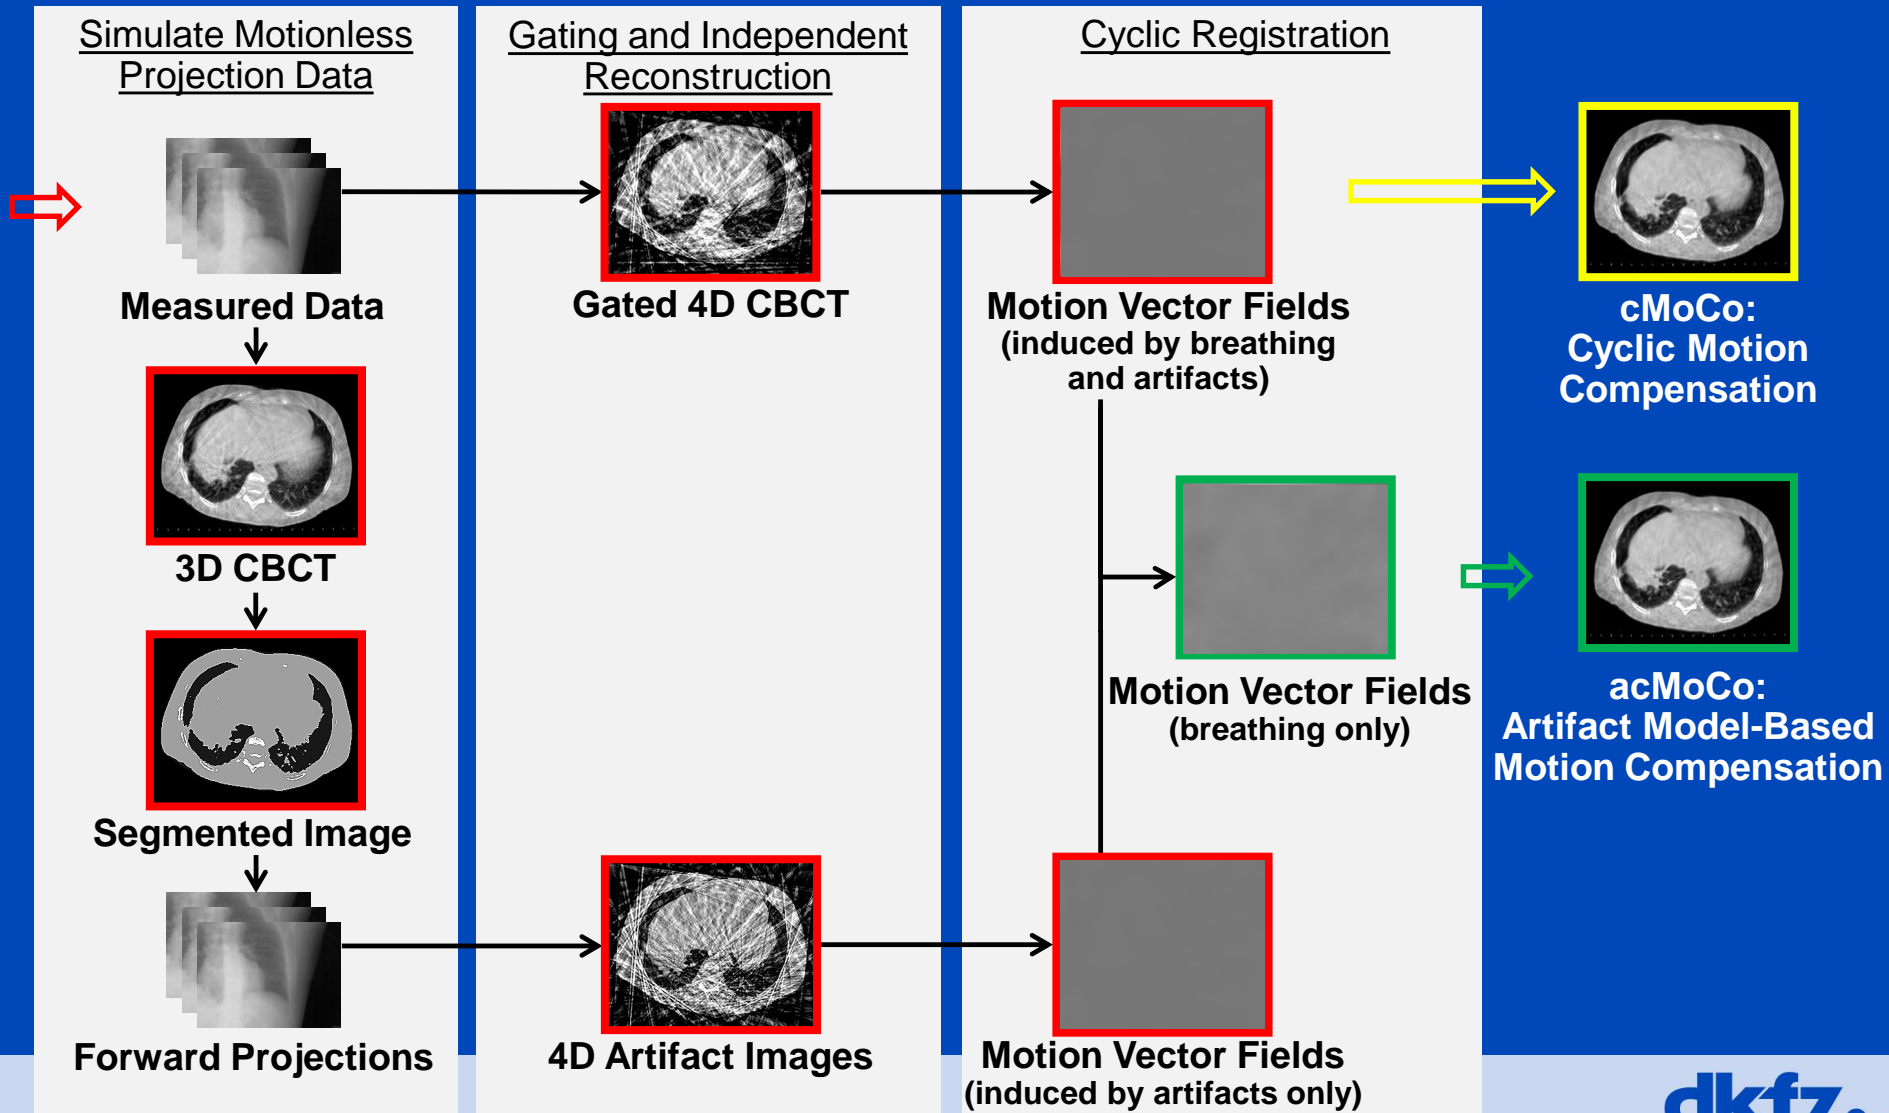 Simulate Motionless
Projection Data
Measured Data
3D CBCT
Segmented Image
Forward Projections
Gating and Independent
Reconstruction
Gated 4D CBCT
4D Artifact Images
Cyclic Registration
Motion Vector Fields
(induced by breathing
and artifacts)
Motion Vector Fields
(breathing only)
Motion Vector Fields
(induced by artifacts only)
cMoCo:
Cyclic Motion
Compensation
acMoCo:
Artifact Model-Based
Motion Compensation
dkfz.